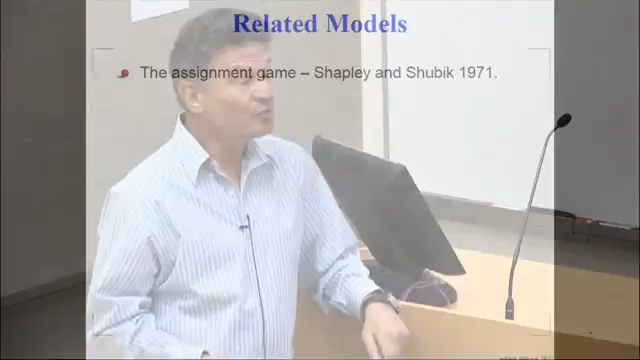 Related Models
The assignment game – Shapley and Shubik 1971.